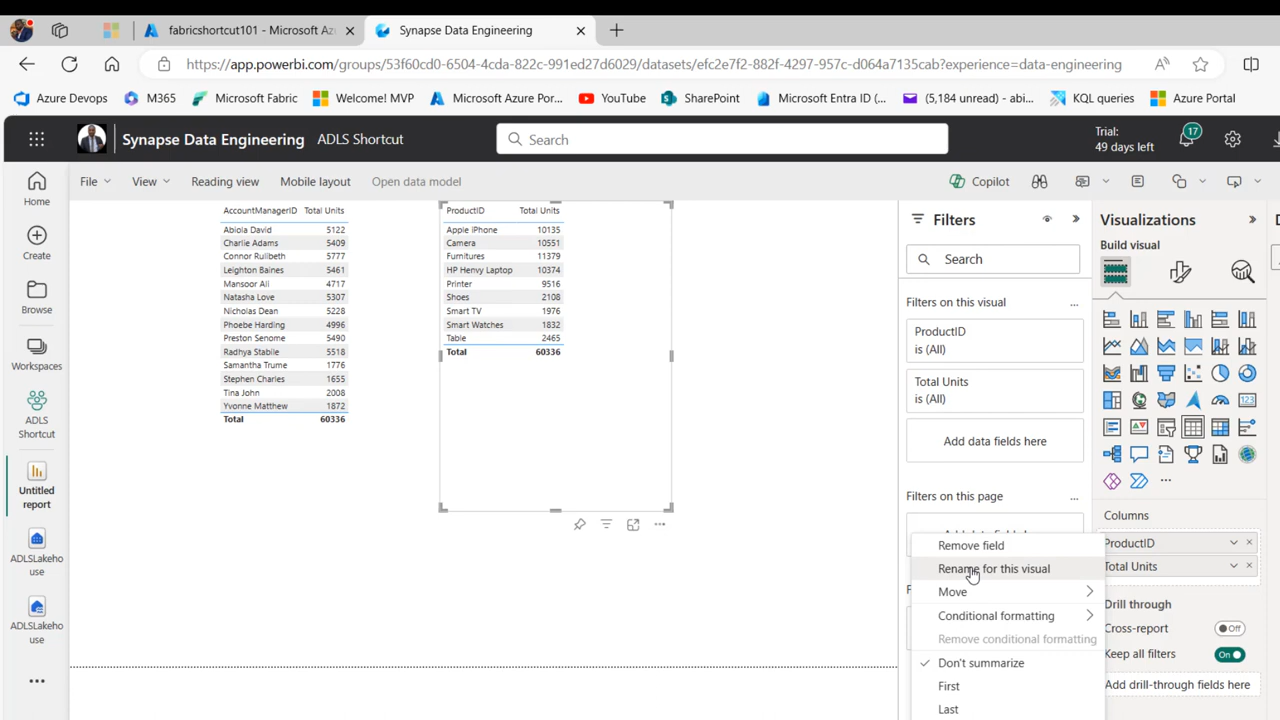 fabricshortcut101 - Microsoft Az
Synapse Data Engineering
https://app.powerbi.com/groups/53f60cd0-6504-4cda-822c-991ed27d6029/datasets/efc2e7f2-882f-4297-957c-d064a7135cab?experience=data-engineering
Azure Devops
M365
Microsoft Fabric
Welcome! MVP
Microsoft Azure Por...
YouTube
SharePoint
Microsoft Entra ID (...
(5,184 unread) - abi...
KQL queries
Azure Portal
Synapse Data Engineering
ADLS Shortcut
Search
Trial:
49 days left
17
File
View
Reading view
Mobile layout
Open data model
Copilot
Home
Create
Browse
Workspaces
ADLS
Shortcut
Untitled
report
ADLSLakeho
use
ADLSLakeho
use
AccountManagerID Total Units
Abiola David 5122
Charlie Adams 5409
Connor Rullbeth 5777
Leighton Baines 5461
Mansoor Ali 4717
Natasha Love 5307
Nicholas Dean 5228
Phoebe Harding 4996
Preston Senome 5490
Radhya Stabile 5518
Samantha Trume 1776
Stephen Charles 1655
Tina John 2008
Yvonne Matthew 1872
Total 60336
ProductID Total Units
Apple iPhone 10135
Camera 10551
Furnitures 11379
HP Henvy Laptop 10374
Printer 9516
Shoes 2108
Smart TV 1976
Smart Watches 1832
Table 2465
Total 60336
Filters
Search
Filters on this visual
ProductID
is (All)
Total Units
is (All)
Add data fields here
Filters on this page
Remove field
Rename for this visual
Move
Conditional formatting
Remove conditional formatting
Don't summarize
First
Last
Visualizations
Build visual
123
Columns
ProductID
Total Units
Drill through
Cross-report
Off
Keep all filters
On
Add drill-through fields here